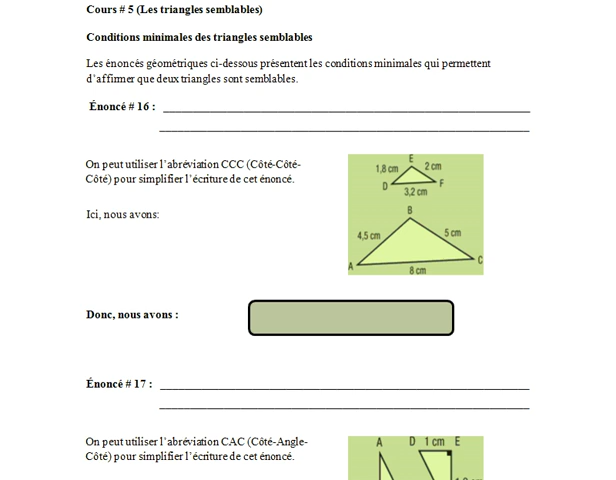 Cours # 5 (Les triangles semblables)
Conditions minimales des triangles semblables
Les énoncés géométriques ci-dessous présentent les conditions minimales qui permettent
d'affirmer que deux triangles sont semblables.
Énoncé # 16 :
On peut utiliser l'abréviation CCC (Côté-Côté-
Côté) pour simplifier l'écriture de cet énoncé.
E
1,8 cm 2 cm
D F
3,2 cm
Ici, nous avons:
B
4,5 cm 5 cm
A C
8 cm
Donc, nous avons :
Énoncé # 17 :
On peut utiliser l'abréviation CAC (Côté-Angle-
Côté) pour simplifier l'écriture de cet énoncé.
A D 1 cm E